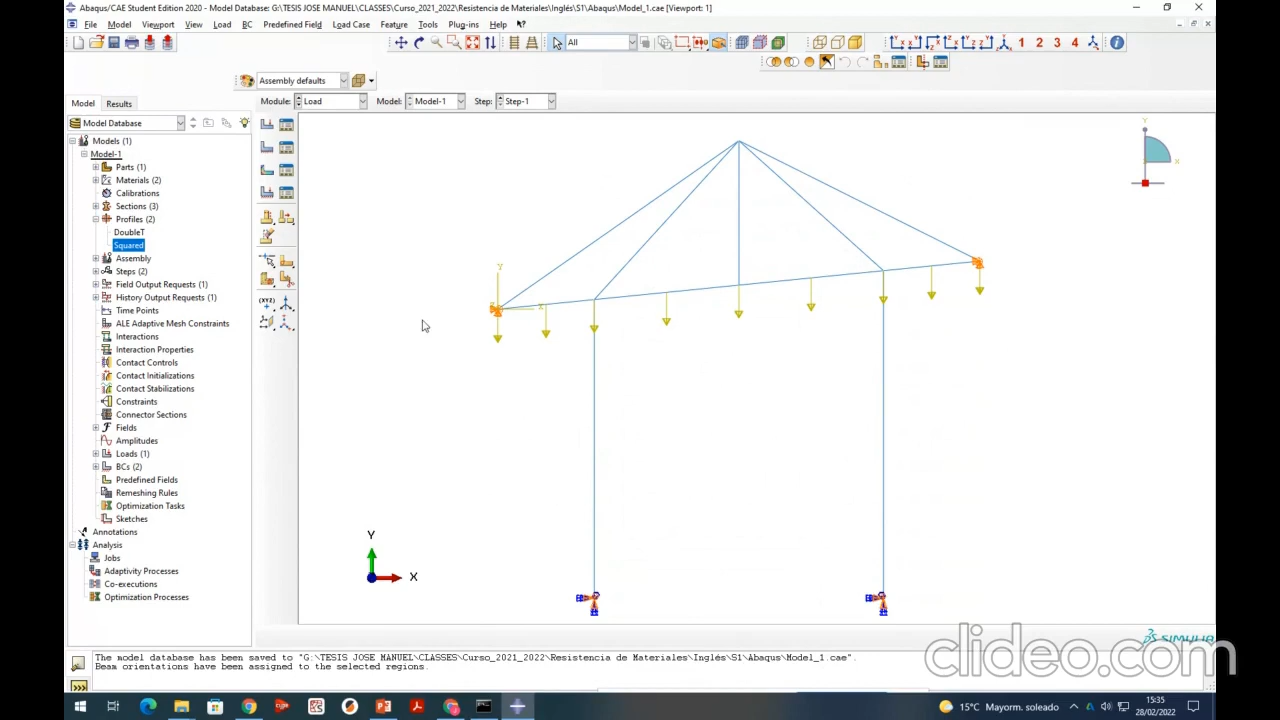 Abaqus/CAE Student Edition 2020 - Model Database: G:\TESIS JOSE MANUEL\CLASSES\Curso_2021_2022\Resistencia de Materiales\Inglés\S1\Abaqus\Model_1.cae [Viewport: 1]
File Model Viewport View Load BC Predefined Field Load Case Feature Tools Plug-ins Help
All
1 2 3 4
Assembly defaults
Model Results
Module: Load Model: Model-1 Step: Step-1
Model Database
Models (1)
Model-1
Parts (1)
Materials (2)
Calibrations
Sections (3)
Profiles (2)
DoubleT
Squared
Assembly
Steps (2)
Field Output Requests (1)
History Output Requests (1)
Time Points
ALE Adaptive Mesh Constraints
Interactions
Interaction Properties
Contact Controls
Contact Initializations
Contact Stabilizations
Constraints
Connector Sections
Fields
Amplitudes
Loads (1)
BCs (2)
Predefined Fields
Remeshing Rules
Optimization Tasks
Sketches
Annotations
Analysis
Jobs
Adaptivity Processes
Co-executions
Optimization Processes
(XYZ)
Y
X
Y
X
Y
X
SIMULIA
The model database has been saved to "G:\TESIS JOSE MANUEL\CLASSES\Curso_2021_2022\Resistencia de Materiales\Inglés\S1\Abaqus\Model_1.cae".
Beam orientations have been assigned to the selected regions.
clideo.com
15°C Mayorm. soleado
15:35
28/02/2022